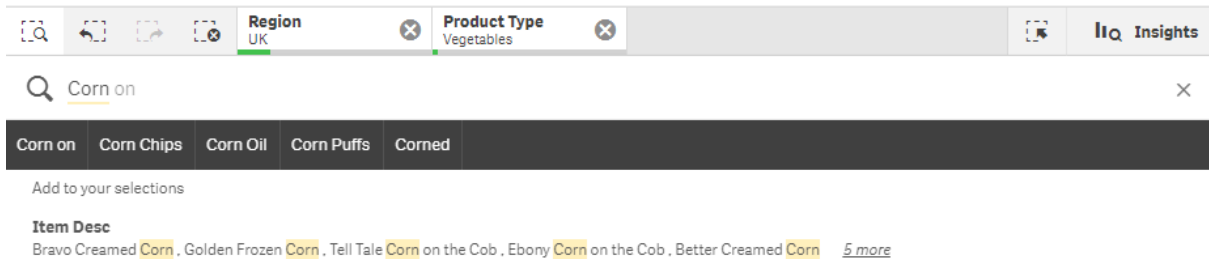 Region Product Type
UK Vegetables
Insights
Corn on
Corn on Corn Chips Corn Oil Corn Puffs Corned
Add to your selections
Item Desc
Bravo Creamed Corn , Golden Frozen Corn , Tell Tale Corn on the Cob , Ebony Corn on the Cob , Better Creamed Corn 5 more